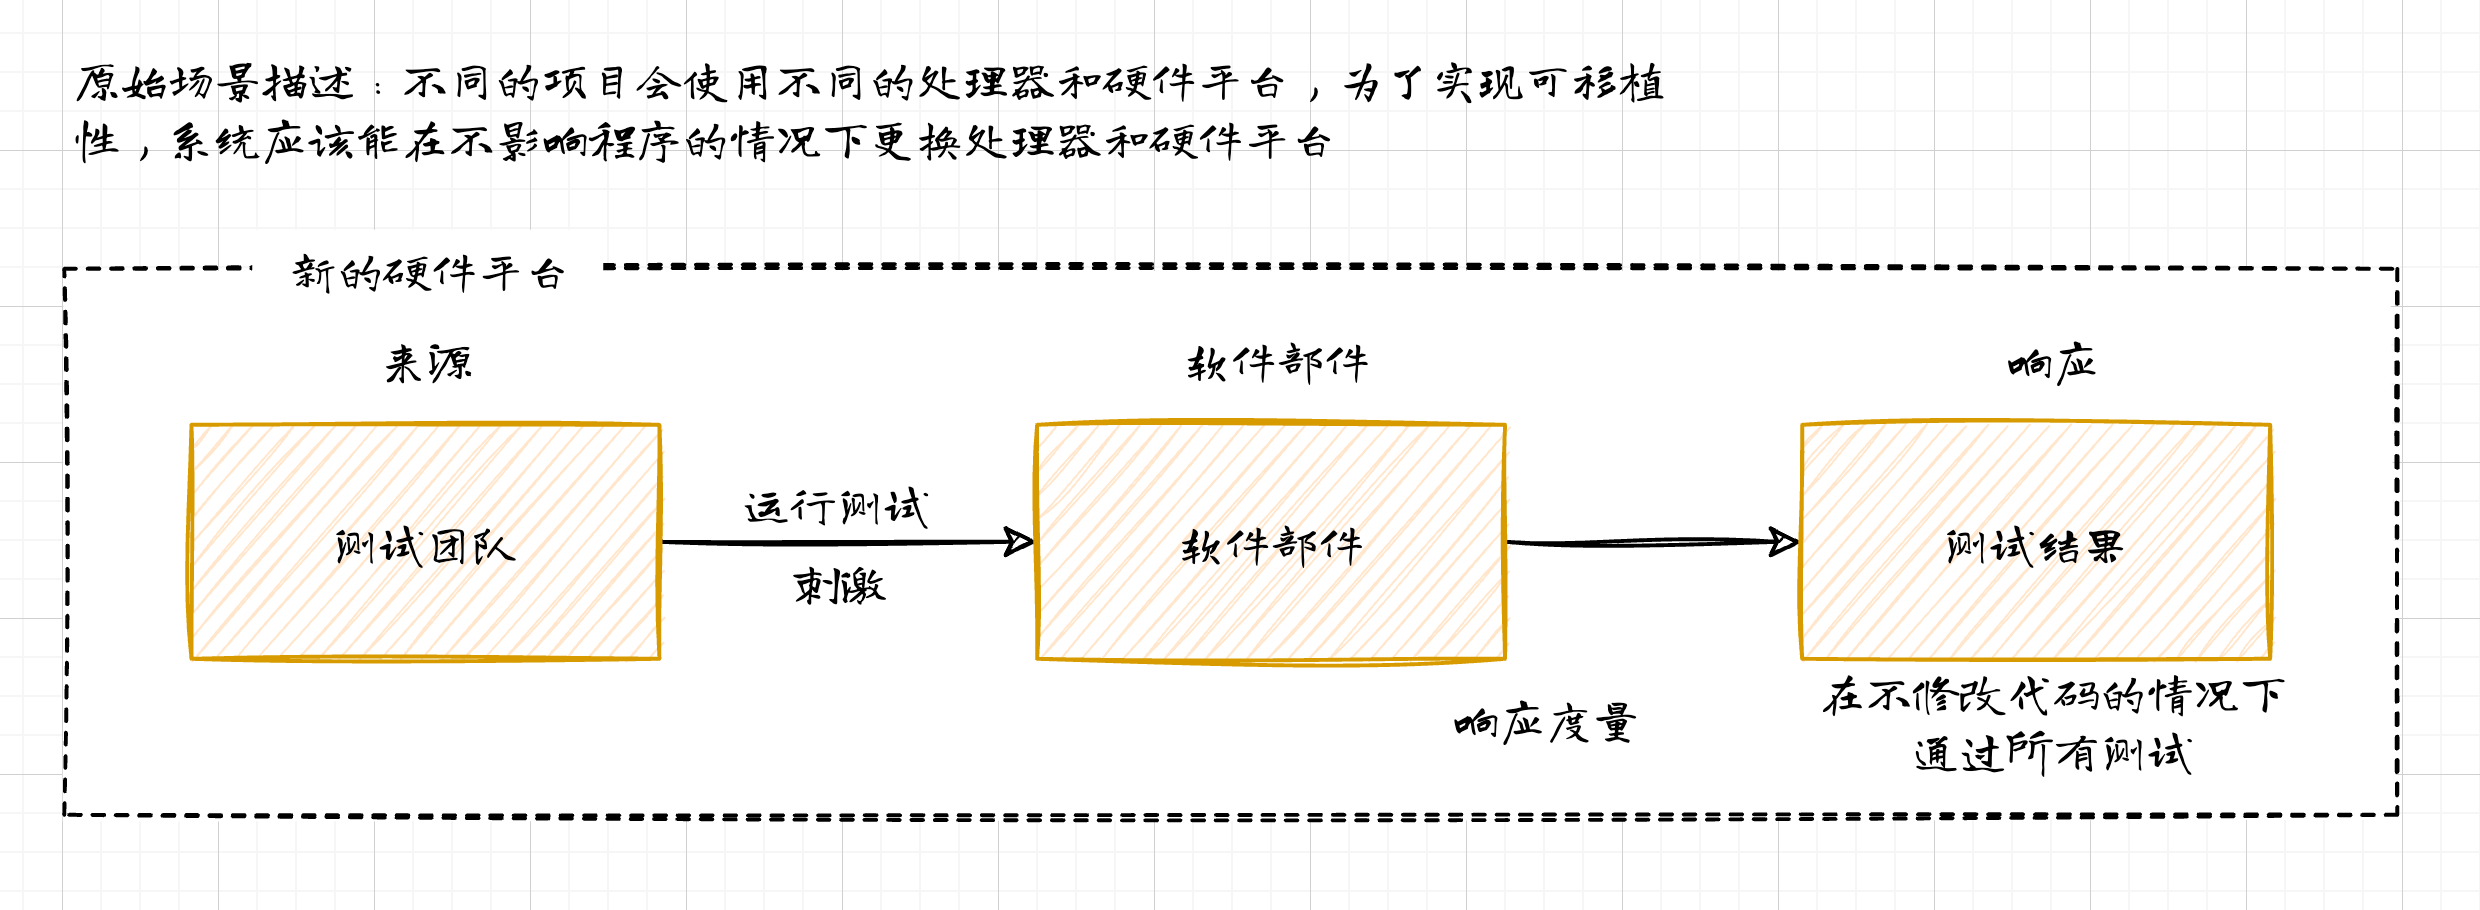 原始场景描述：不同的项目会使用不同的处理器和硬件平台，为了实现可移植
性，系统应该能在不影响程序的情况下更换处理器和硬件平台
新的硬件平台
来源
软件部件
响应
运行测试
测试团队
软件部件
测试结果
刺激
响应度量
在不修改代码的情况下
通过所有测试